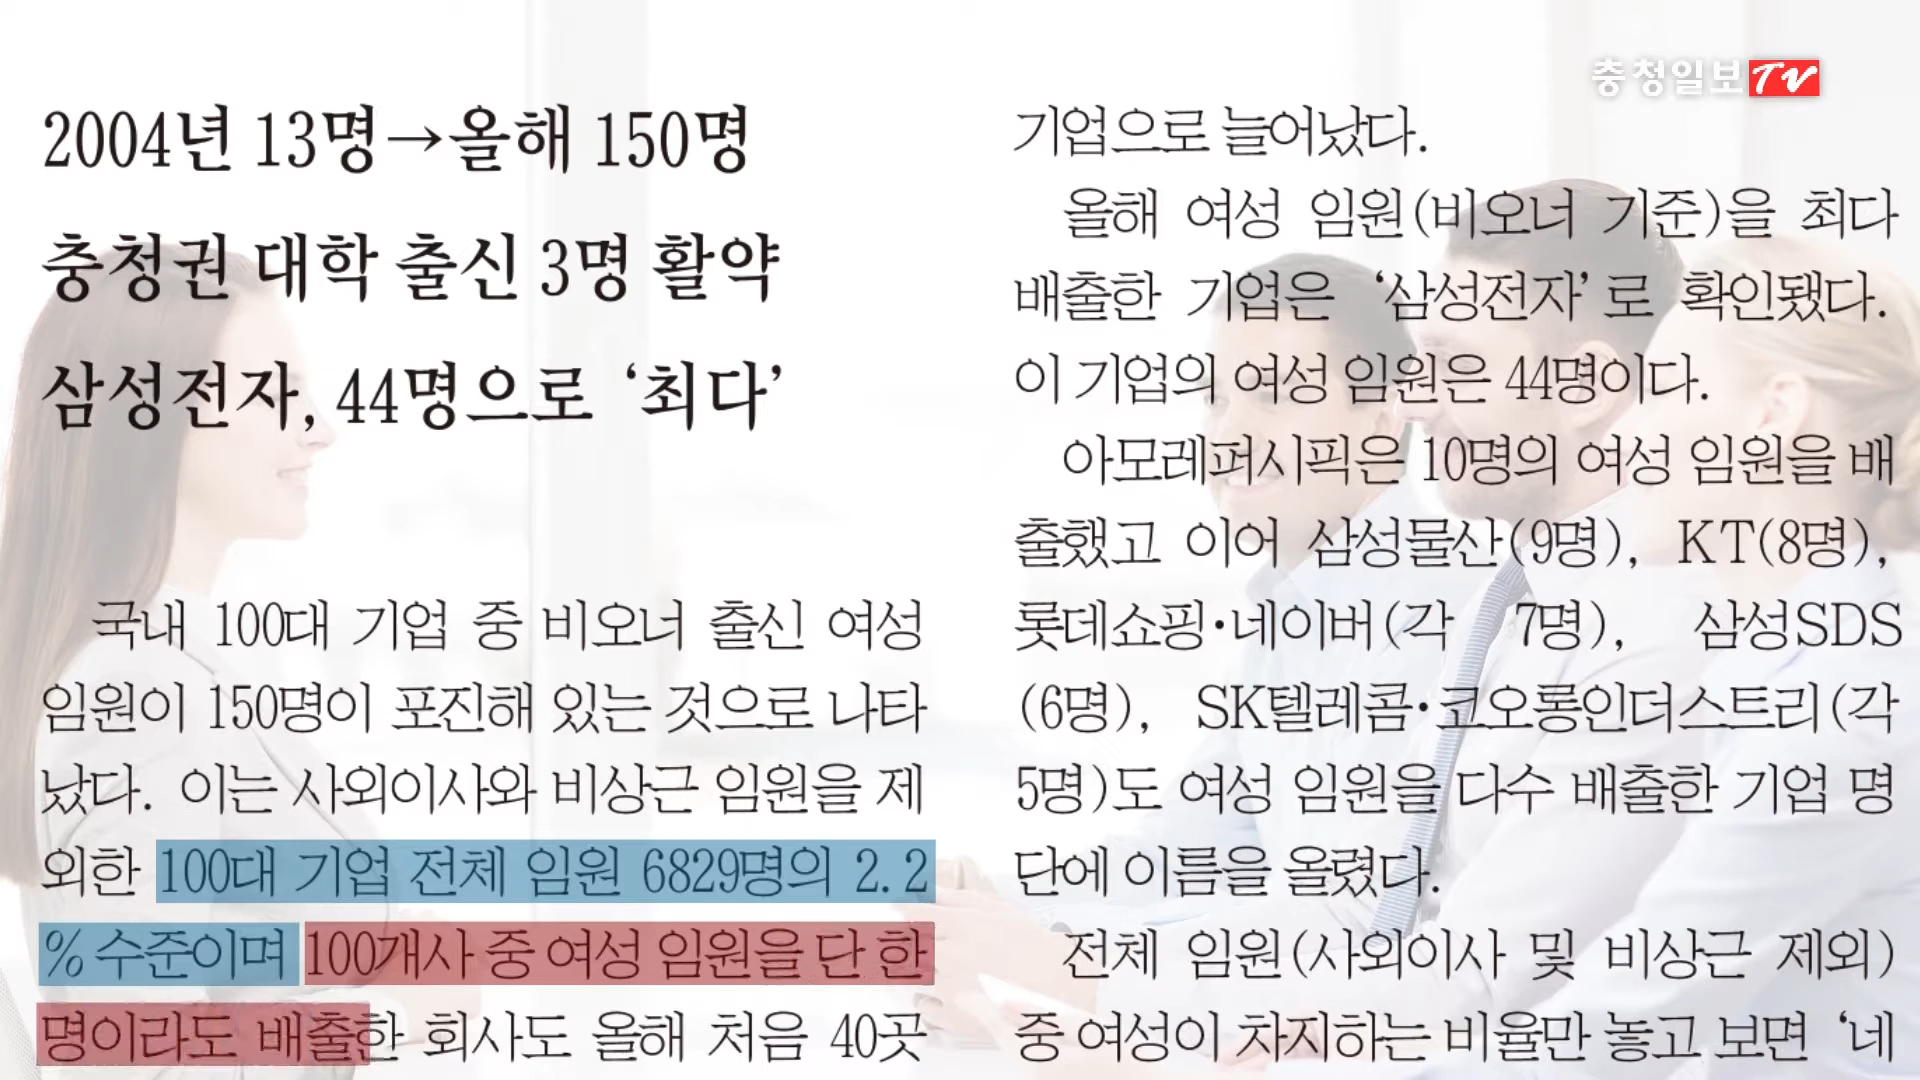 충청일보TV
2004년 13명→올해 150명
충청권 대학 출신 3명 활약
삼성전자, 44명으로 ‘최다’
국내 100대 기업 중 비오너 출신 여성
임원이 150명이 포진해 있는 것으로 나타
났다. 이는 사외이사와 비상근 임원을 제
외한 100대 기업 전체 임원 6829명의 2.2
% 수준이며 100개사 중 여성 임원을 단 한
명이라도 배출한 회사도 올해 처음 40곳
기업으로 늘어났다.
올해 여성 임원(비오너 기준)을 최다
배출한 기업은 ‘삼성전자’로 확인됐다.
이 기업의 여성 임원은 44명이다.
아모레퍼시픽은 10명의 여성 임원을 배
출했고 이어 삼성물산(9명), KT(8명),
롯데쇼핑·네이버(각 7명), 삼성SDS
(6명), SK텔레콤·코오롱인더스트리(각
5명)도 여성 임원을 다수 배출한 기업 명
단에 이름을 올렸다.
전체 임원(사외이사 및 비상근 제외)
중 여성이 차지하는 비율만 놓고 보면 ‘네